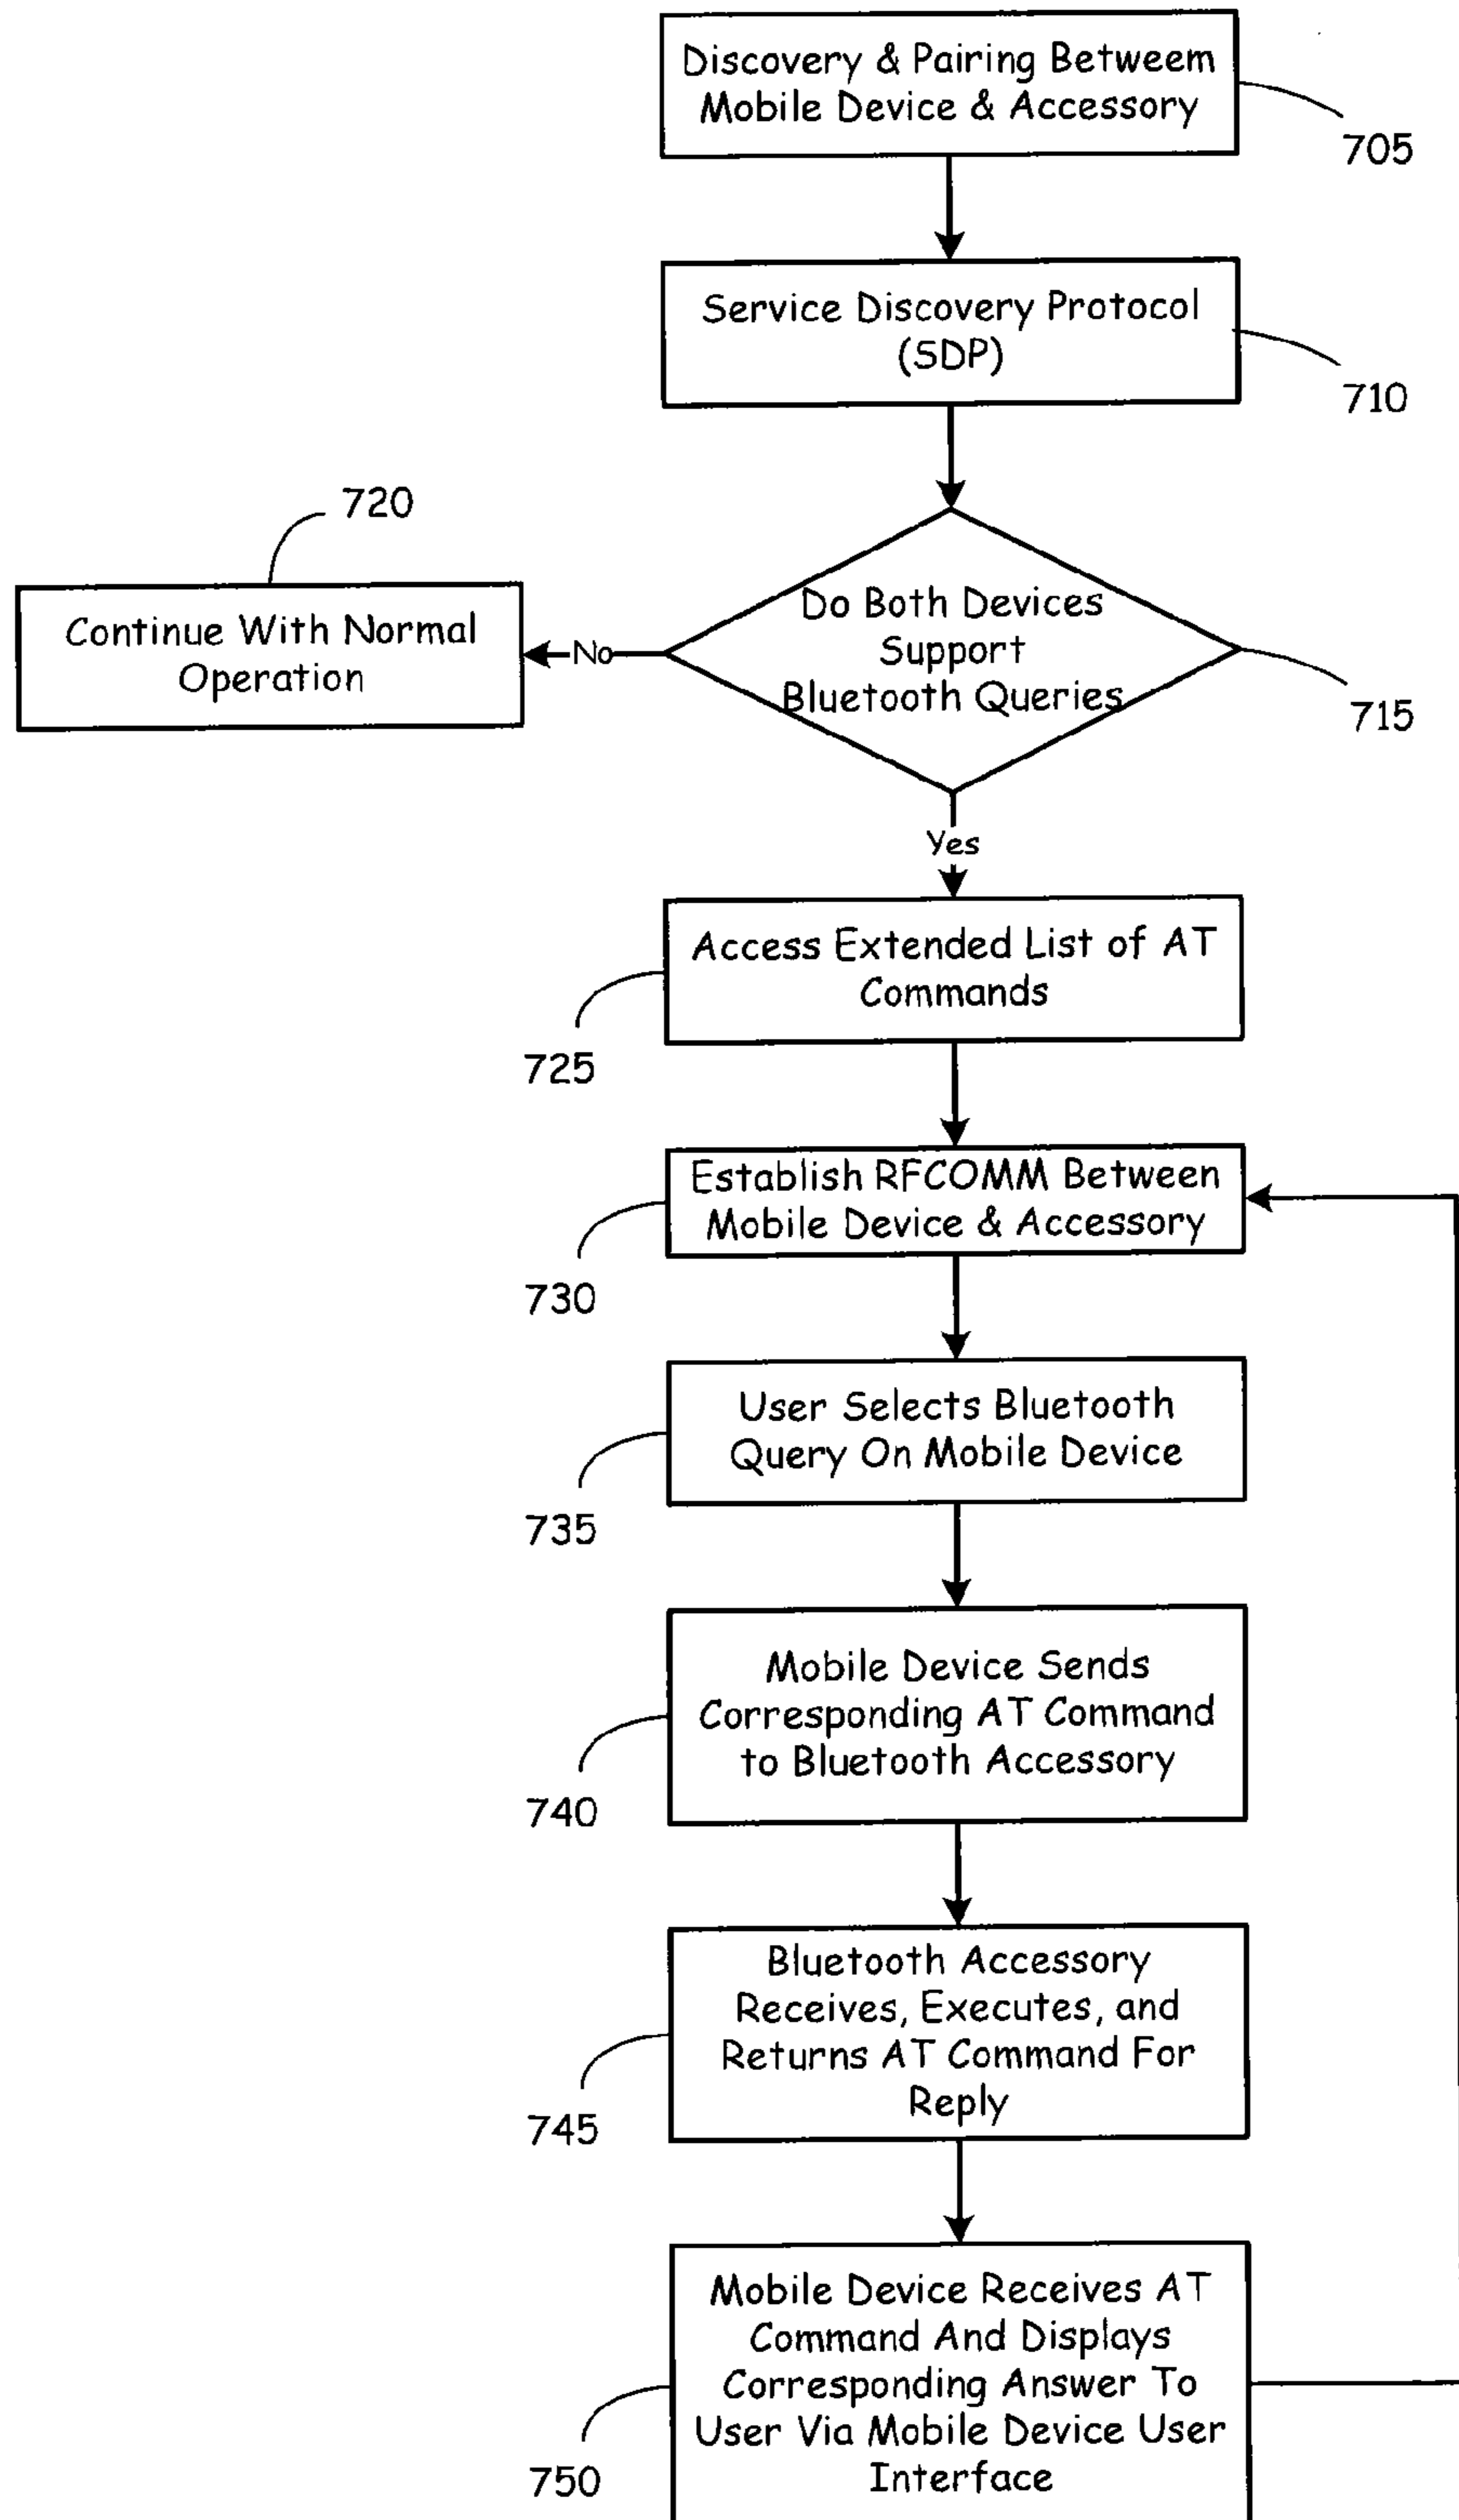 Discovery & Pairing Betweem
Mobile Device & Accessory
705
Service Discovery Protocol
(SDP)
710
720
Continue With Normal
Operation
No
Do Both Devices
Support
Bluetooth Queries
715
Yes
Access Extended List of AT
Commands
725
Establish RFCOMM Between
Mobile Device & Accessory
730
User Selects Bluetooth
Query On Mobile Device
735
Mobile Device Sends
Corresponding AT Command
to Bluetooth Accessory
740
Bluetooth Accessory
Receives, Executes, and
Returns AT Command For
Reply
745
Mobile Device Receives AT
Command And Displays
Corresponding Answer To
User Via Mobile Device User
Interface
750